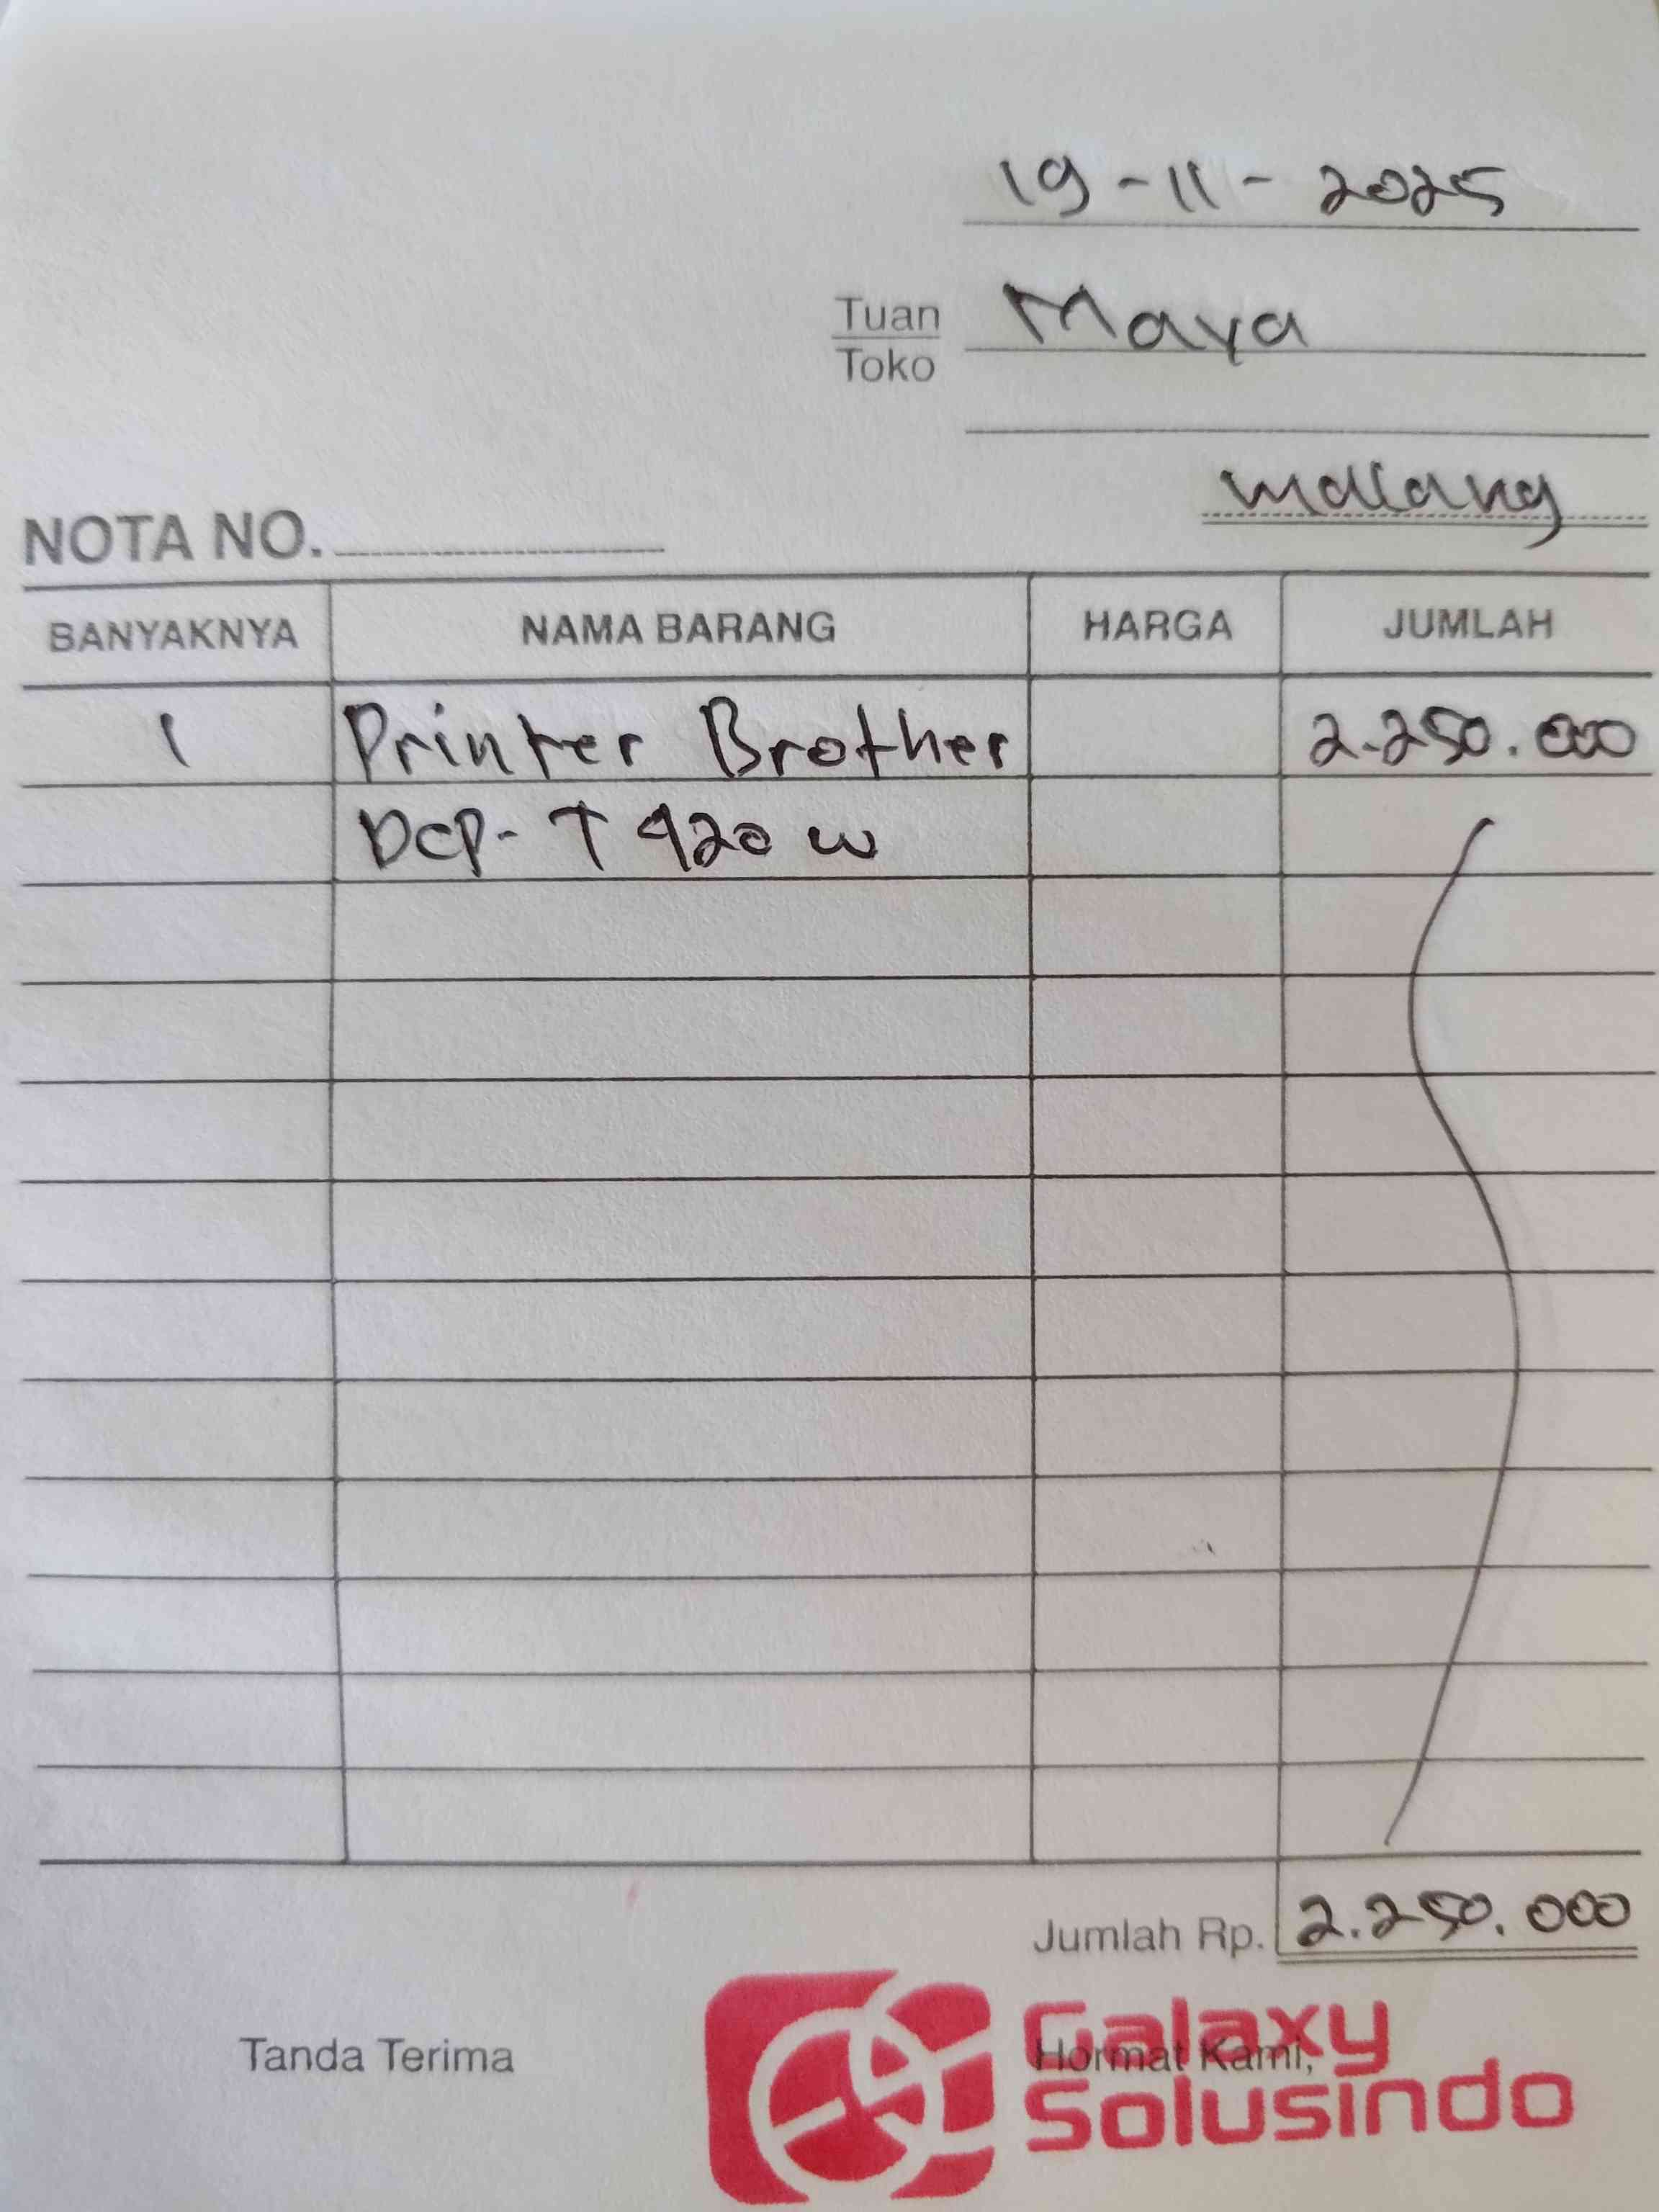 19-11-2025
Tuan Maya
Toko
Malang
NOTA NO.
BANYAKNYA NAMA BARANG HARGA JUMLAH
1 Printer Brother 2.250.000
DCP-T420W
Jumlah Rp. 2.250.000
Tanda Terima Hormat Kami,
Galaxy
Solusindo